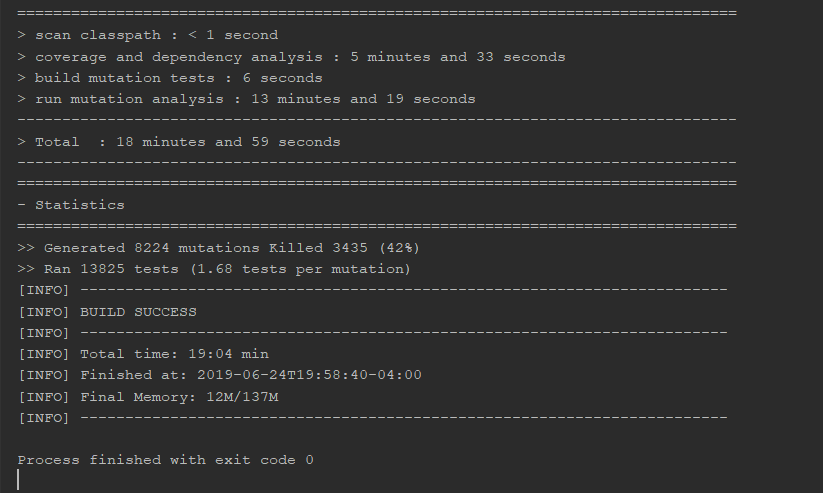 ================================================================================
> scan classpath : < 1 second
> coverage and dependency analysis : 5 minutes and 33 seconds
> build mutation tests : 6 seconds
> run mutation analysis : 13 minutes and 19 seconds
--------------------------------------------------------------------------------
> Total  : 18 minutes and 59 seconds
--------------------------------------------------------------------------------
================================================================================
- Statistics
================================================================================
>> Generated 8224 mutations Killed 3435 (42%)
>> Ran 13825 tests (1.68 tests per mutation)
[INFO] ------------------------------------------------------------------------
[INFO] BUILD SUCCESS
[INFO] ------------------------------------------------------------------------
[INFO] Total time: 19:04 min
[INFO] Finished at: 2019-06-24T19:58:40-04:00
[INFO] Final Memory: 12M/137M
[INFO] ------------------------------------------------------------------------
Process finished with exit code 0